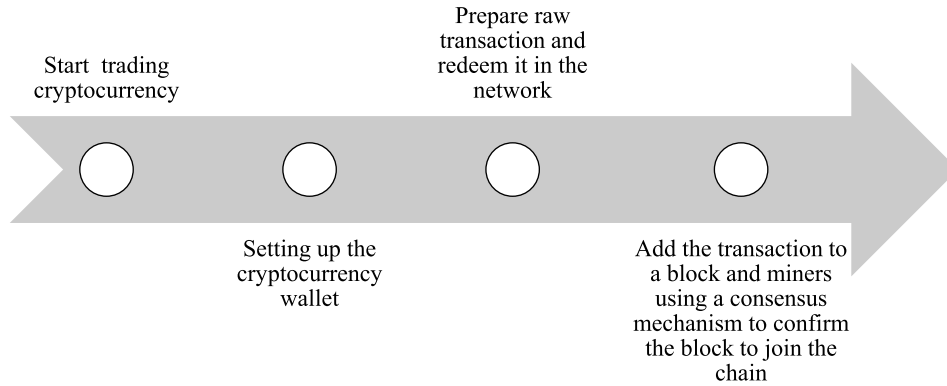 Start trading
cryptocurrency
Setting up the
cryptocurrency
wallet
Prepare raw
transaction and
redeem it in the
network
Add the transaction to
a block and miners
using a consensus
mechanism to confirm
the block to join the
chain